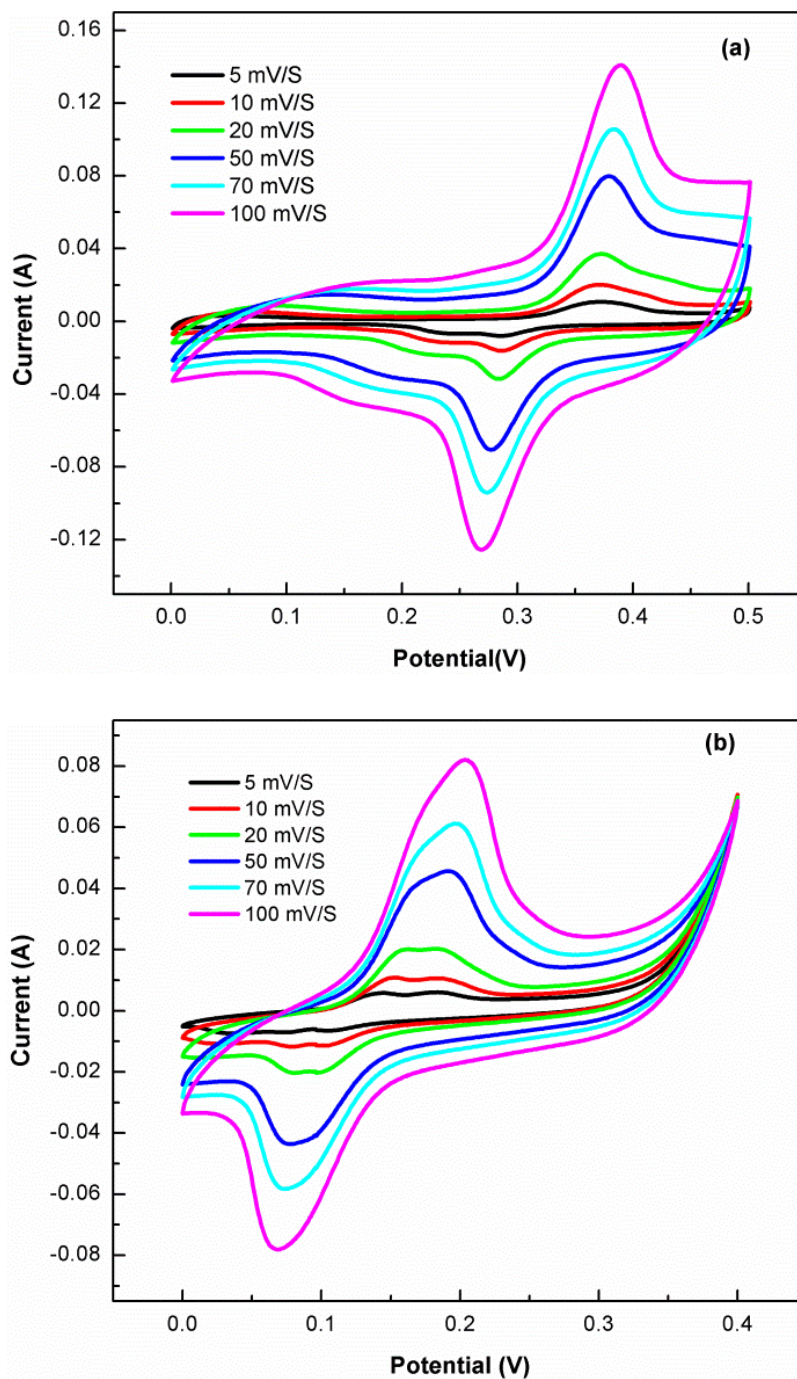 (a)
5 mV/S
10 mV/S
20 mV/S
50 mV/S
70 mV/S
100 mV/S
0.16
0.12
0.08
0.04
0.00
-0.04
-0.08
-0.12
Current (A)
0.0 0.1 0.2 0.3 0.4 0.5
Potential(V)
(b)
5 mV/S
10 mV/S
20 mV/S
50 mV/S
70 mV/S
100 mV/S
0.08
0.06
0.04
0.02
0.00
-0.02
-0.04
-0.06
-0.08
Current (A)
0.0 0.1 0.2 0.3 0.4
Potential (V)